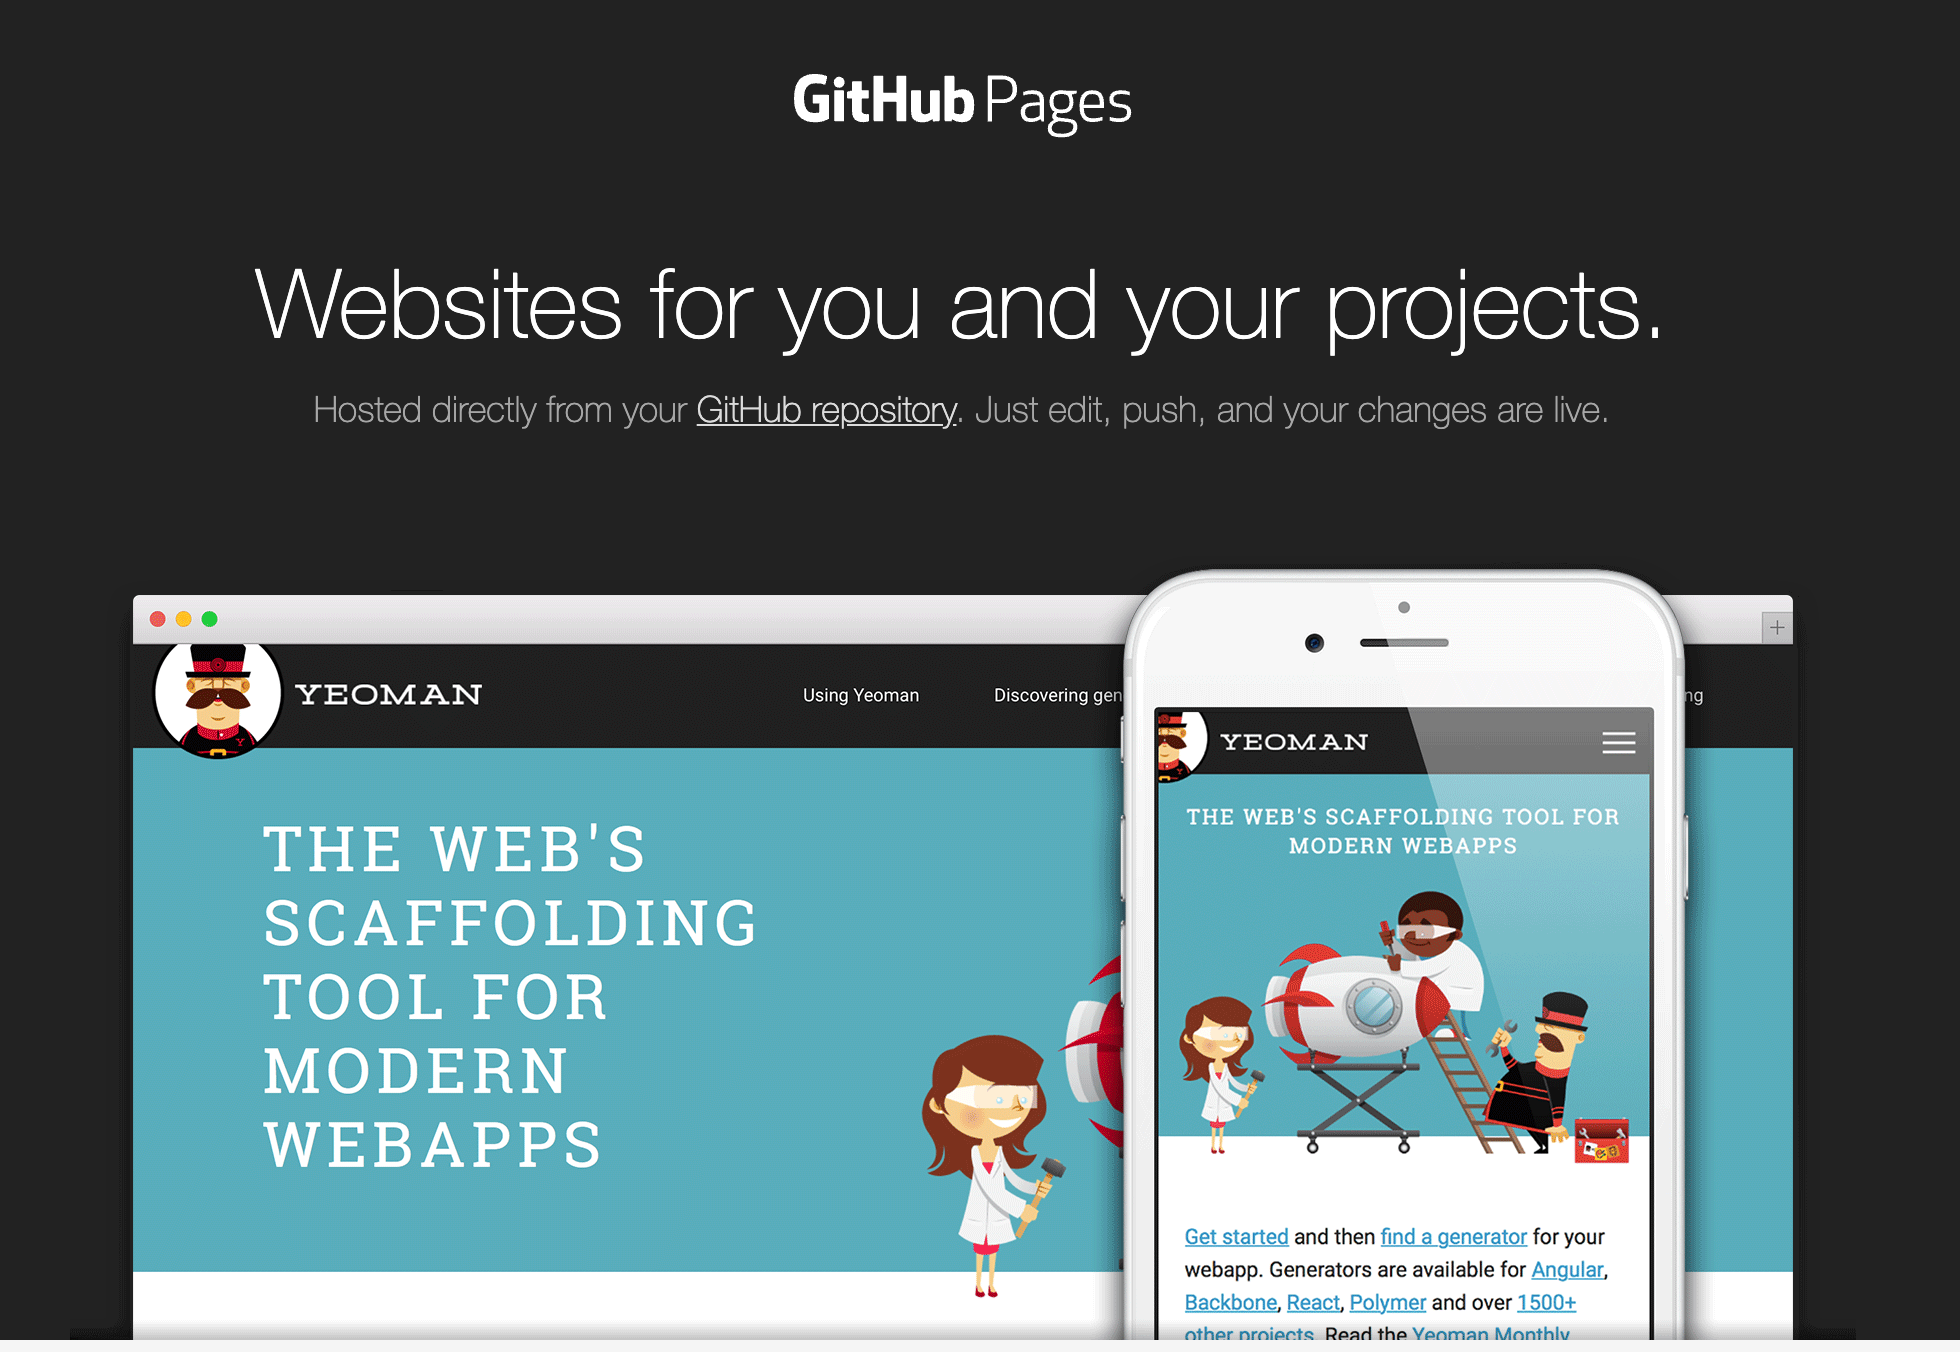 GitHub Pages
Websites for you and your projects.
Hosted directly from your GitHub repository. Just edit, push, and your changes are live.
YEOMAN
Using Yeoman
Discovering
THE WEB'S
SCAFFOLDING
TOOL FOR
MODERN
WEBAPPS
YEOMAN
THE WEB'S SCAFFOLDING TOOL FOR
MODERN WEBAPPS
Get started and then find a generator for your
webapp. Generators are available for Angular,
Backbone, React, Polymer and over 1500+
other projects. Read the Yeoman Monthly